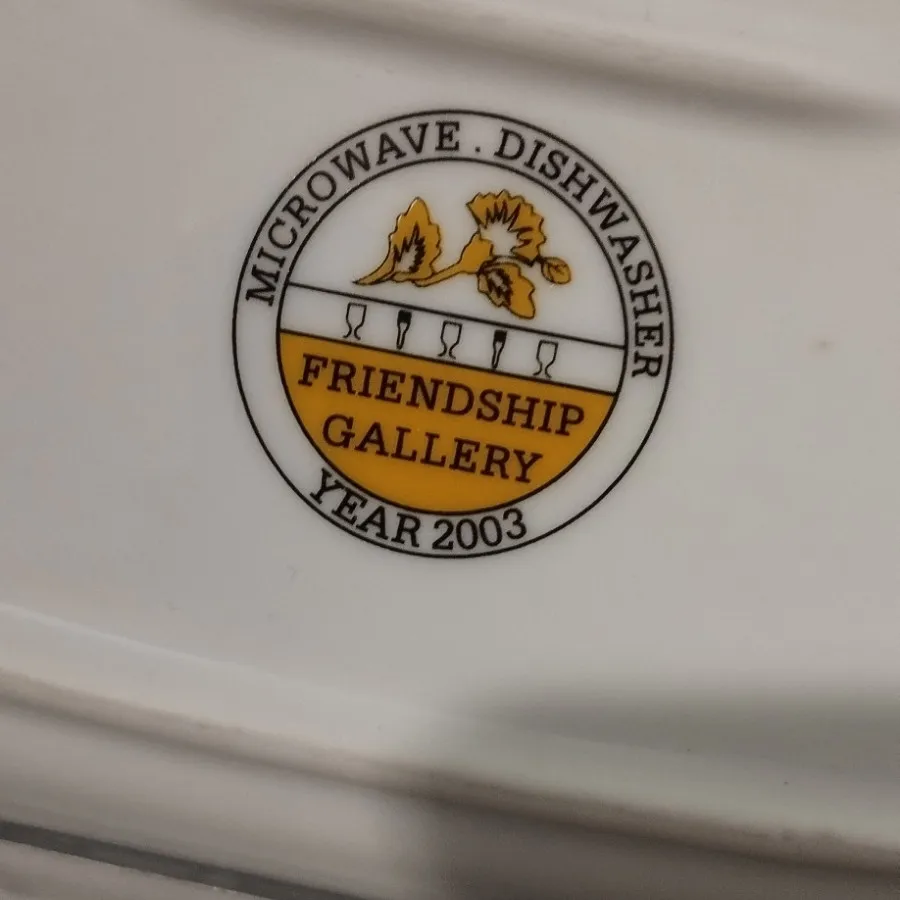 MICROWAVE . DISHWASHER
FRIENDSHIP
GALLERY
YEAR 2003